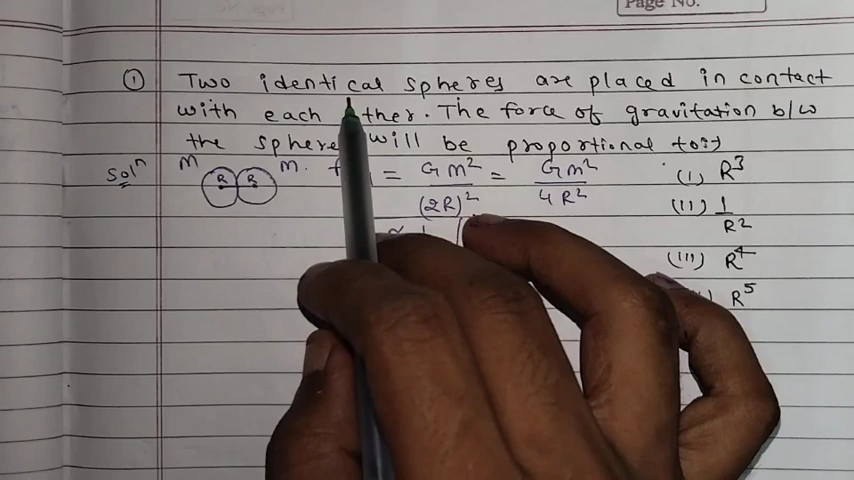 Page No.
① Two identical spheres are placed in contact
with each other. The force of gravitation b/w
the sphere will be proportional to:→
Solⁿ M R R M. = GM² / (2R)² = GM² / 4R² (i) R³
(ii) 1/R²
(iii) R⁴
R⁵